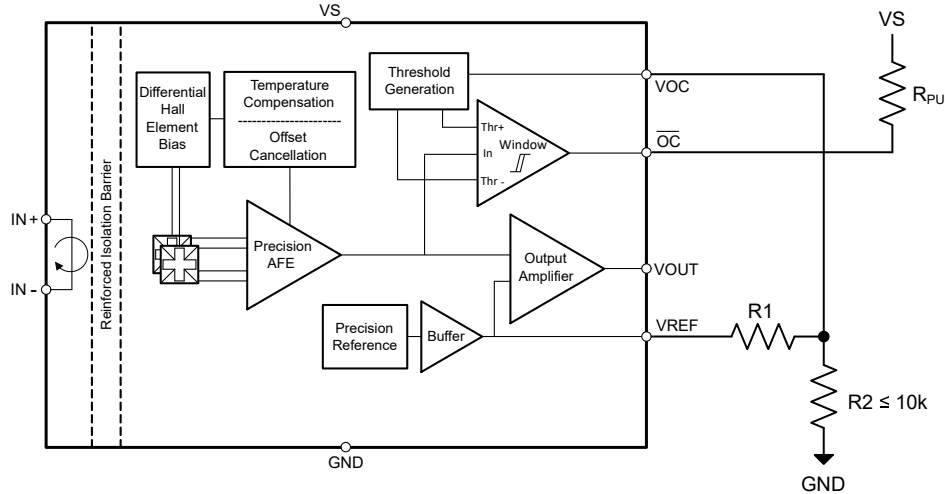 VS
VS
Differential
Hall
Element
Bias
Temperature
Compensation
Offset
Cancellation
Threshold
Generation
VOC
RPU
Thr+
In
Window
Thr -
OC
Reinforced Isolation Barrier
IN+
IN-
Precision
AFE
Output
Amplifier
VOUT
Precision
Reference
Buffer
VREF
R1
R2 ≤ 10k
GND
GND